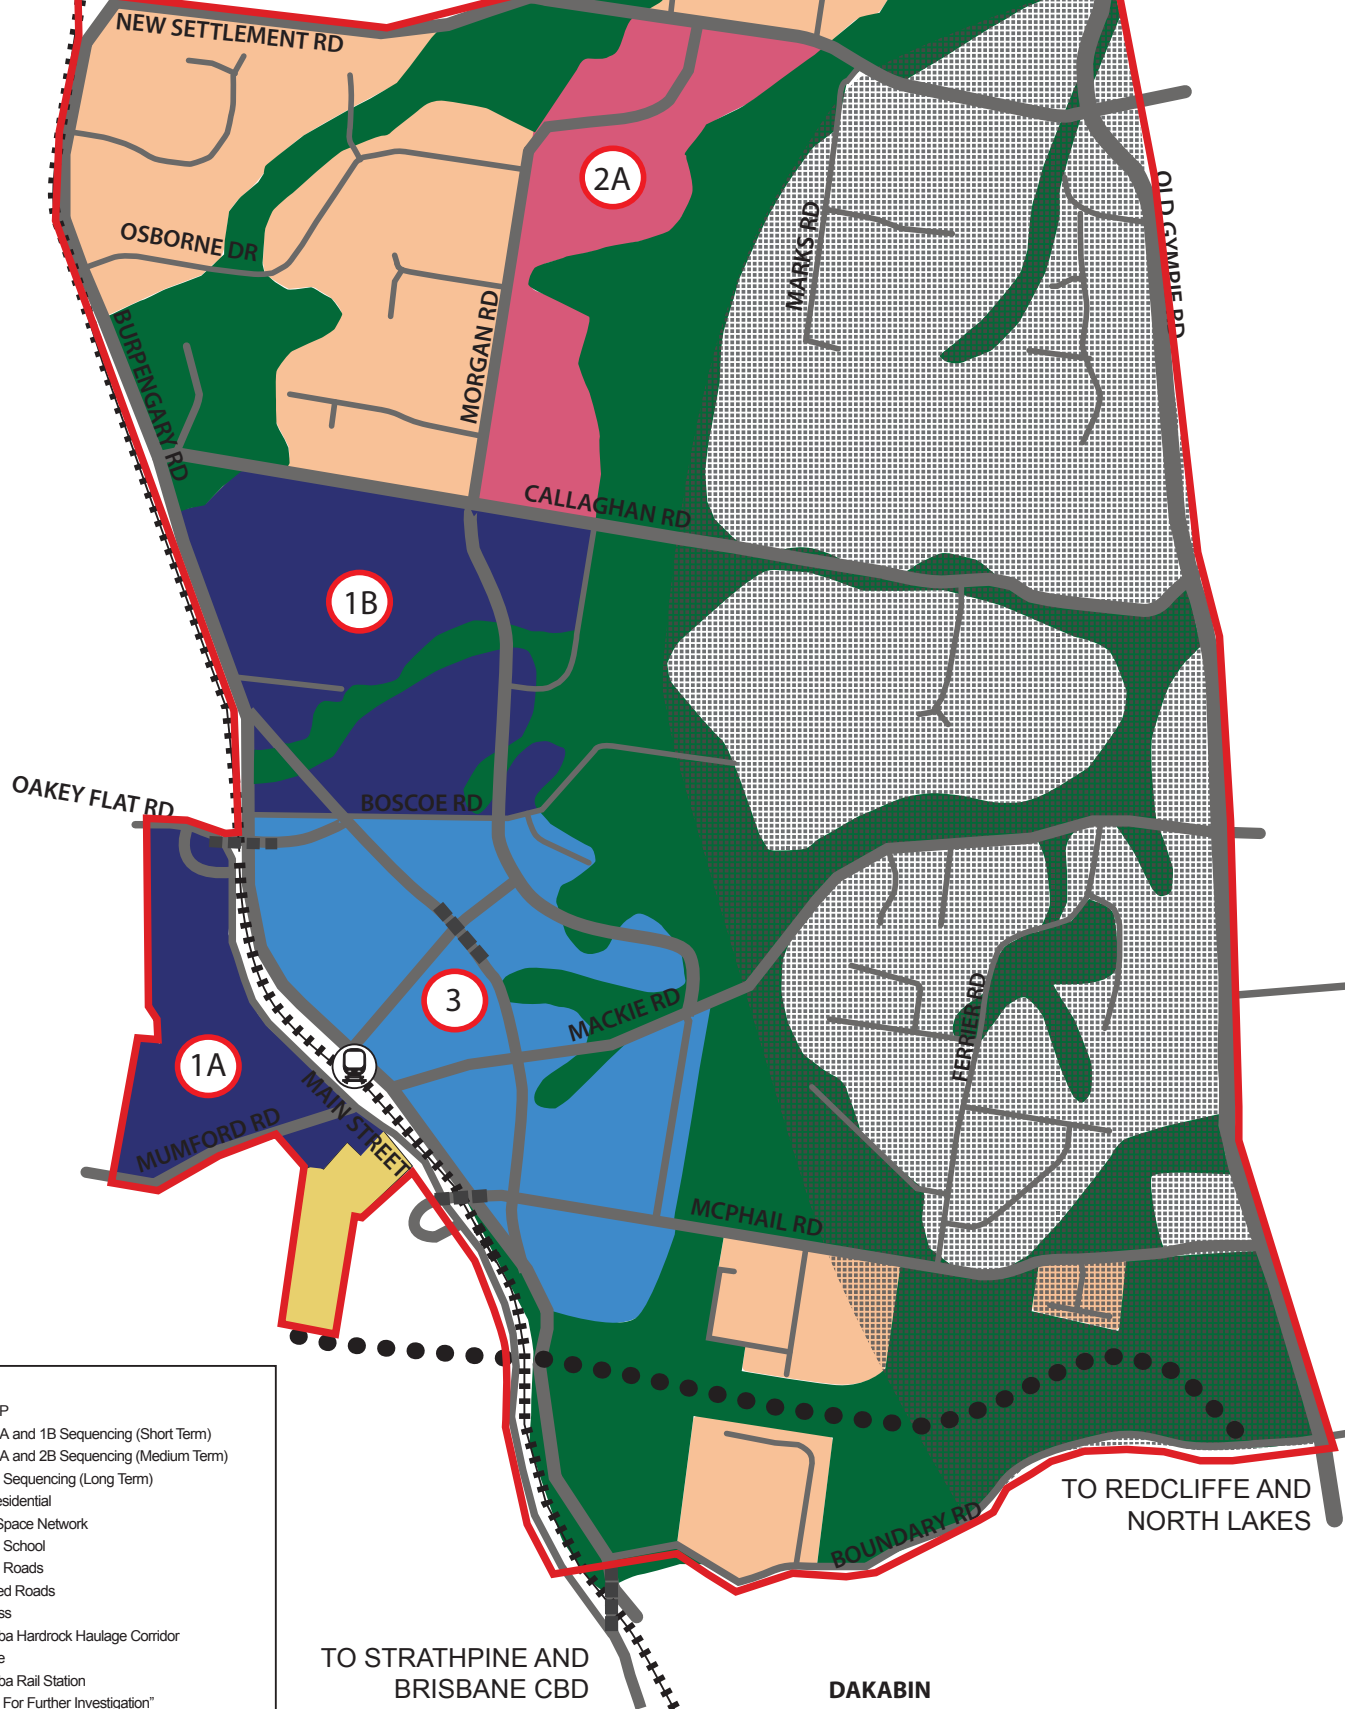 NEW SETTLEMENT RD
2A
OLD GYMPIE RD
MARKS RD
OSBORNE DR
MORGAN RD
BURPENGARY RD
CALLAGHAN RD
1B
OAKEY FLAT RD
BOSCOE RD
3
MACKIE RD
FERRIER RD
1A
MAIN STREET
MUMFORD RD
MCPHAIL RD
P
A and 1B Sequencing (Short Term)
A and 2B Sequencing (Medium Term)
Sequencing (Long Term)
esidential
Space Network
School
Roads
ed Roads
ss
ba Hardrock Haulage Corridor
e
ba Rail Station
For Further Investigation"
BOUNDARY RD
TO REDCLIFFE AND
NORTH LAKES
TO STRATHPINE AND
BRISBANE CBD
DAKABIN